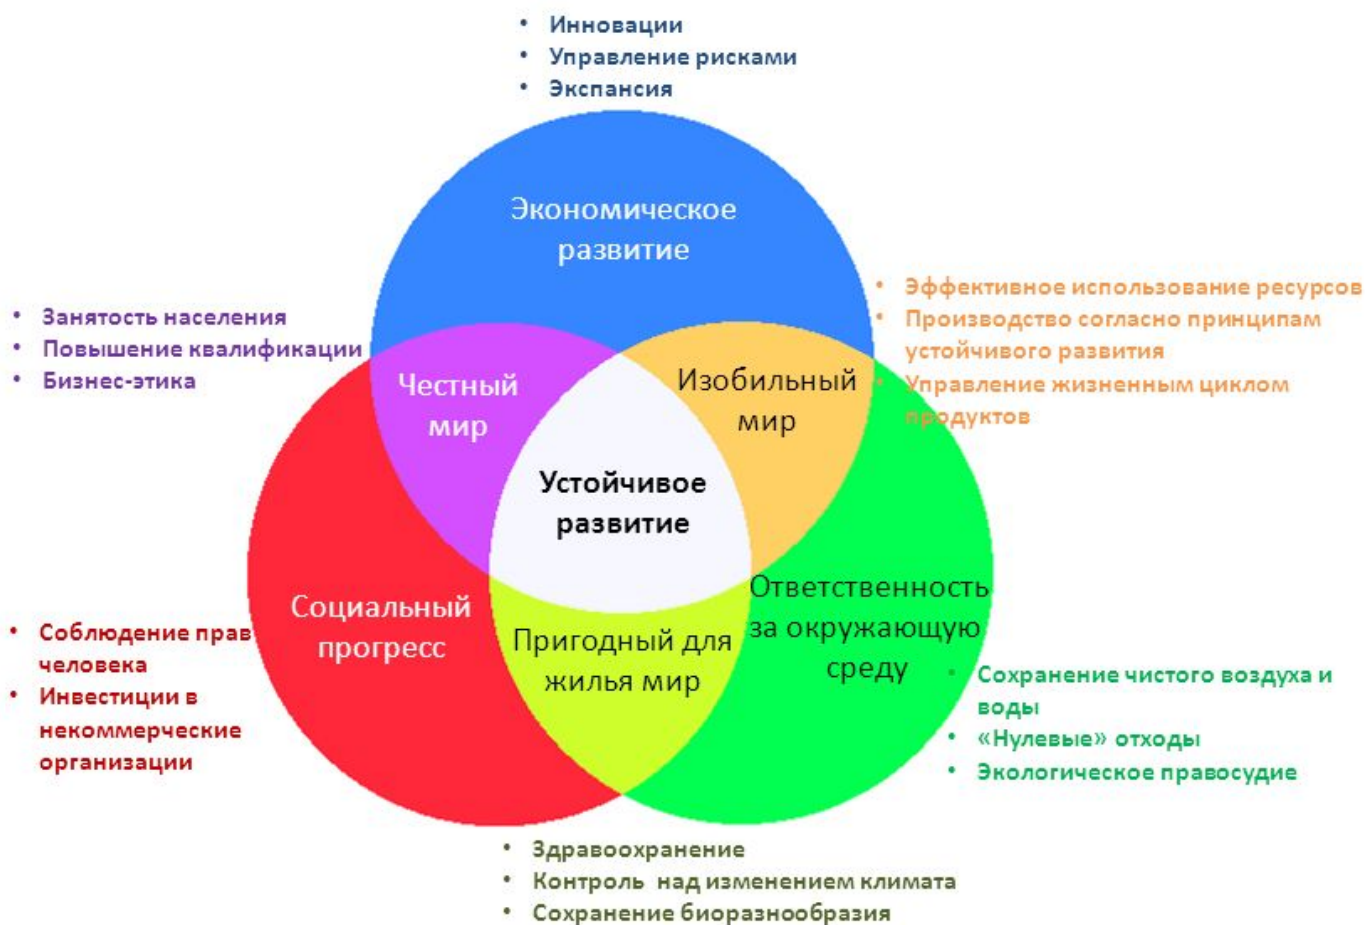 • Инновации
• Управление рисками
• Экспансия
Экономическое
развитие
• Занятость населения
• Повышение квалификации
• Бизнес-этика
• Эффективное использование ресурсов
• Производство согласно принципам
устойчивого развития
• Управление жизненным циклом
продуктов
Честный
мир
Изобильный
мир
Устойчивое
развитие
Социальный
прогресс
Пригодный для
жилья мир
Ответственность
за окружающую
среду
• Соблюдение прав
человека
• Инвестиции в
некоммерческие
организации
• Сохранение чистого воздуха и
воды
• «Нулевые» отходы
• Экологическое правосудие
• Здравоохранение
• Контроль над изменением климата
• Сохранение биоразнообразия